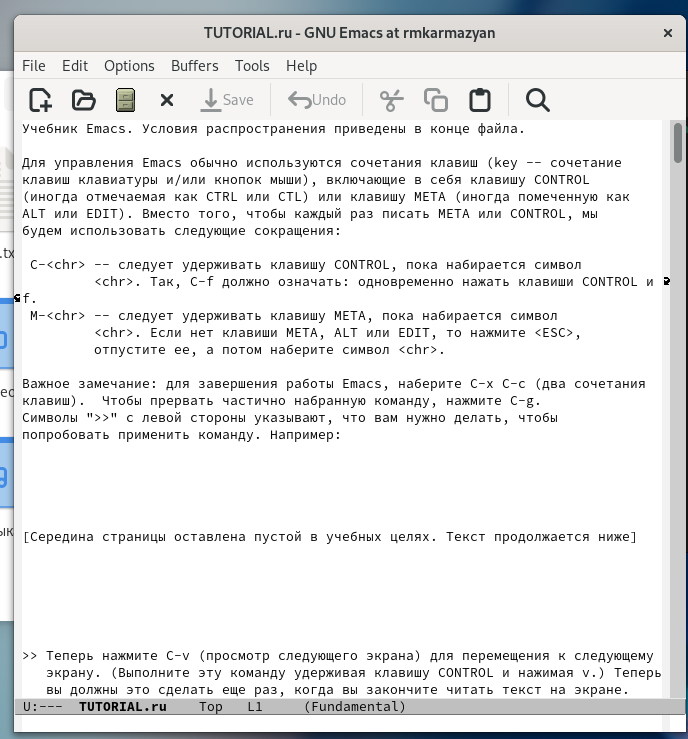 TUTORIAL.ru - GNU Emacs at rmkarmazyan
File Edit Options Buffers Tools Help
Save Undo
Учебник Emacs. Условия распространения приведены в конце файла.
Для управления Emacs обычно используются сочетания клавиш (key -- сочетание
клавиш клавиатуры и/или кнопок мыши), включающие в себя клавишу CONTROL
(иногда отмечаемая как CTRL или CTL) или клавишу META (иногда помеченную как
ALT или EDIT). Вместо того, чтобы каждый раз писать META или CONTROL, мы
будем использовать следующие сокращения:
C-<chr> -- следует удерживать клавишу CONTROL, пока набирается символ
<chr>. Так, C-f должно означать: одновременно нажать клавиши CONTROL и
f.
M-<chr> -- следует удерживать клавишу META, пока набирается символ
<chr>. Если нет клавиши META, ALT или EDIT, то нажмите <ESC>,
отпустите ее, а потом наберите символ <chr>.
Важное замечание: для завершения работы Emacs, наберите C-x C-c (два сочетания
клавиш).  Чтобы прервать частично набранную команду, нажмите C-g.
Символы ">>" с левой стороны указывают, что вам нужно делать, чтобы
попробовать применить команду. Например:
[Середина страницы оставлена пустой в учебных целях. Текст продолжается ниже]
>> Теперь нажмите C-v (просмотр следующего экрана) для перемещения к следующему
экрану. (Выполните эту команду удерживая клавишу CONTROL и нажимая v.) Теперь
вы должны это сделать еще раз, когда вы закончите читать текст на экране.
U:--- TUTORIAL.ru Top L1 (Fundamental)